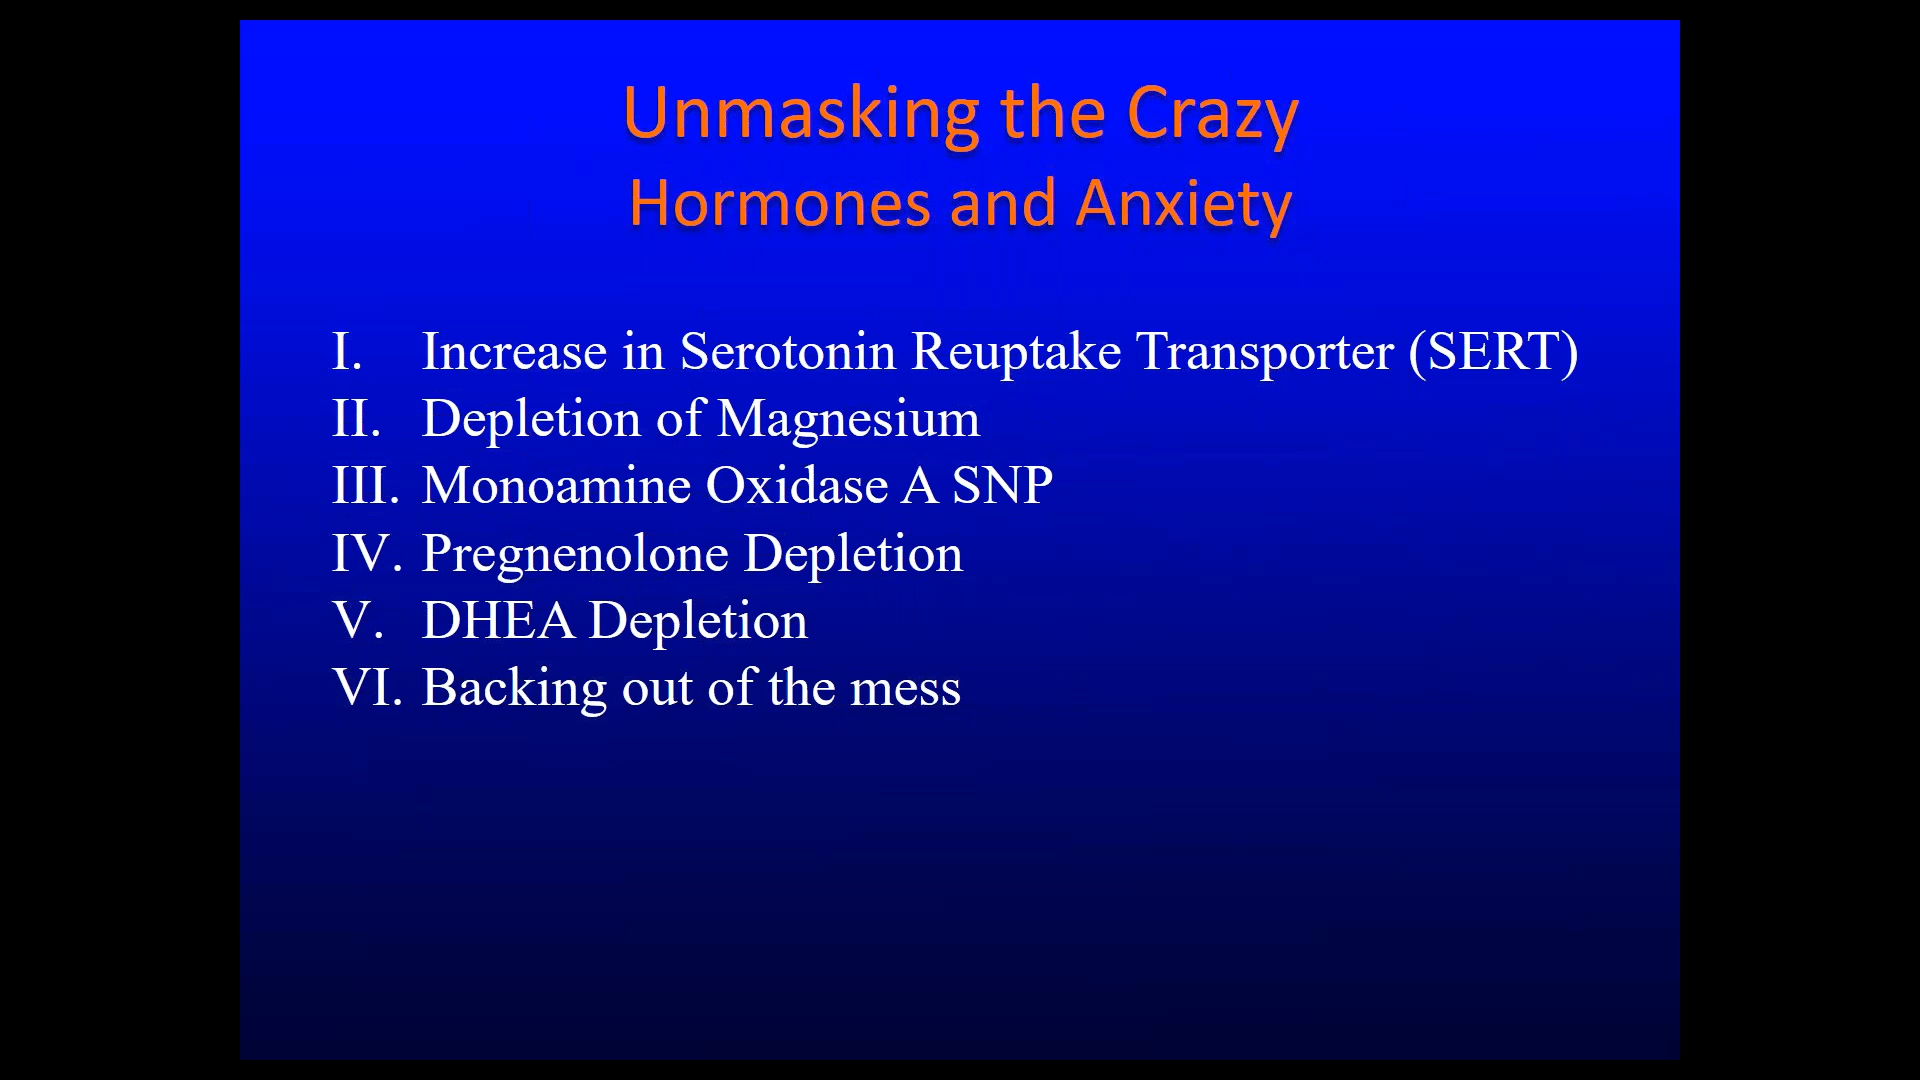 Unmasking the Crazy
Hormones and Anxiety
I. Increase in Serotonin Reuptake Transporter (SERT)
II. Depletion of Magnesium
III. Monoamine Oxidase A SNP
IV. Pregnenolone Depletion
V. DHEA Depletion
VI. Backing out of the mess